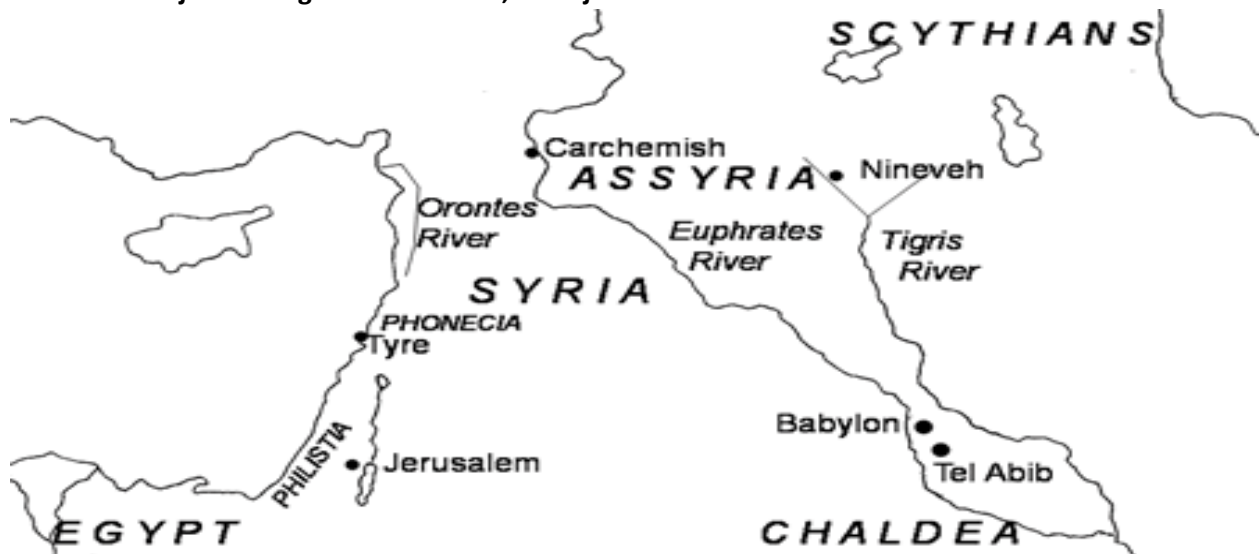 SCYTHIANS
Carchemish
ASSYRIA
Nineveh
Orontes
River
Euphrates
River
Tigris
River
SYRIA
PHONECIA
Tyre
Babylon
PHILISTIA
Jerusalem
Tel Abib
EGYPT
CHALDEA